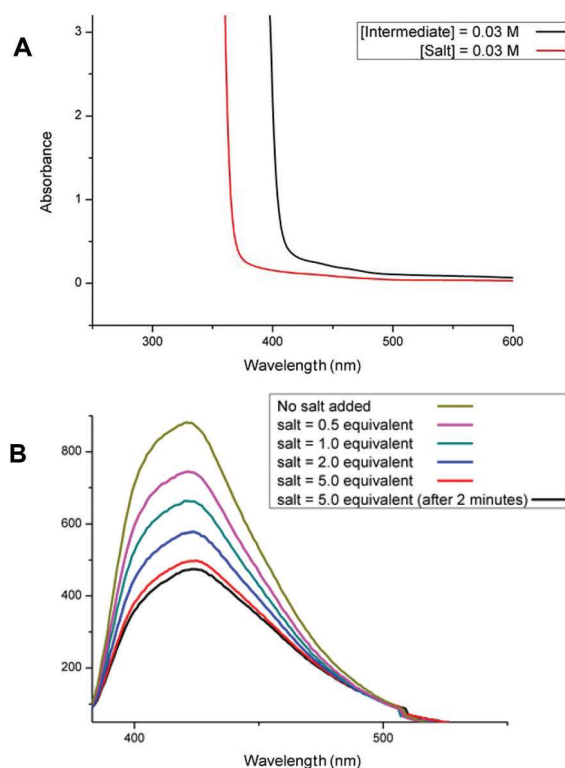 A
[Intermediate] = 0.03 M
[Salt] = 0.03 M
Absorbance
3
2
1
0
300
400
500
600
Wavelength (nm)
B
No salt added
salt = 0.5 equivalent
salt = 1.0 equivalent
salt = 2.0 equivalent
salt = 5.0 equivalent
salt = 5.0 equivalent (after 2 minutes)
800
600
400
200
400
500
Wavelength (nm)